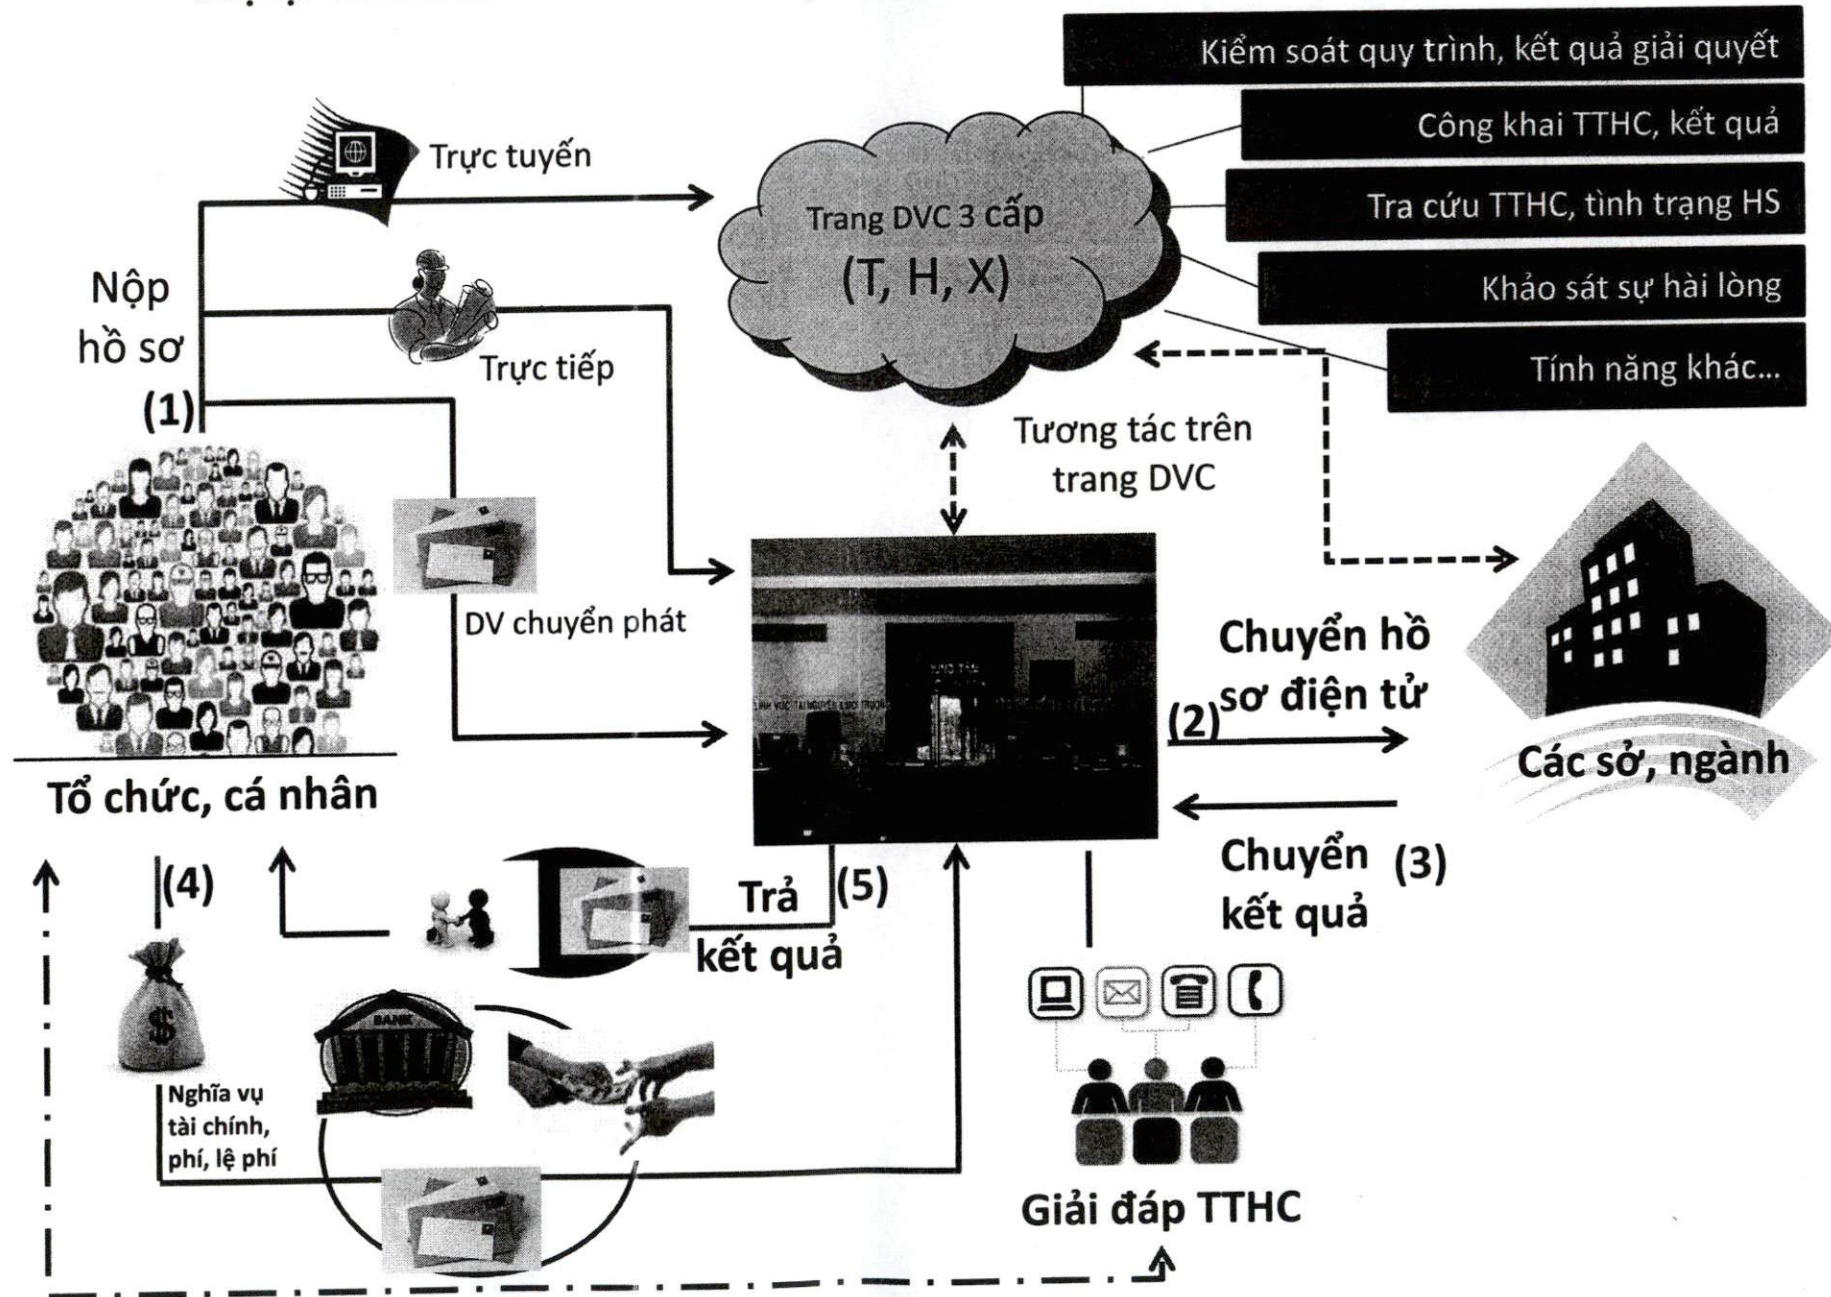 Kiểm soát quy trình, kết quả giải quyết
Công khai TTHC, kết quả
Tra cứu TTHC, tình trạng HS
Khảo sát sự hài lòng
Tính năng khác...
Trực tuyến
Trang DVC 3 cấp
(T, H, X)
Nộp
hồ sơ
(1)
Trực tiếp
Tương tác trên
trang DVC
DV chuyển phát
Chuyển hồ
sơ điện tử
(2)
Các sở, ngành
Tổ chức, cá nhân
Chuyển
kết quả
(3)
(4)
Trả
kết quả
(5)
BANK
$
Nghĩa vụ
tài chính,
phí, lệ phí
Giải đáp TTHC